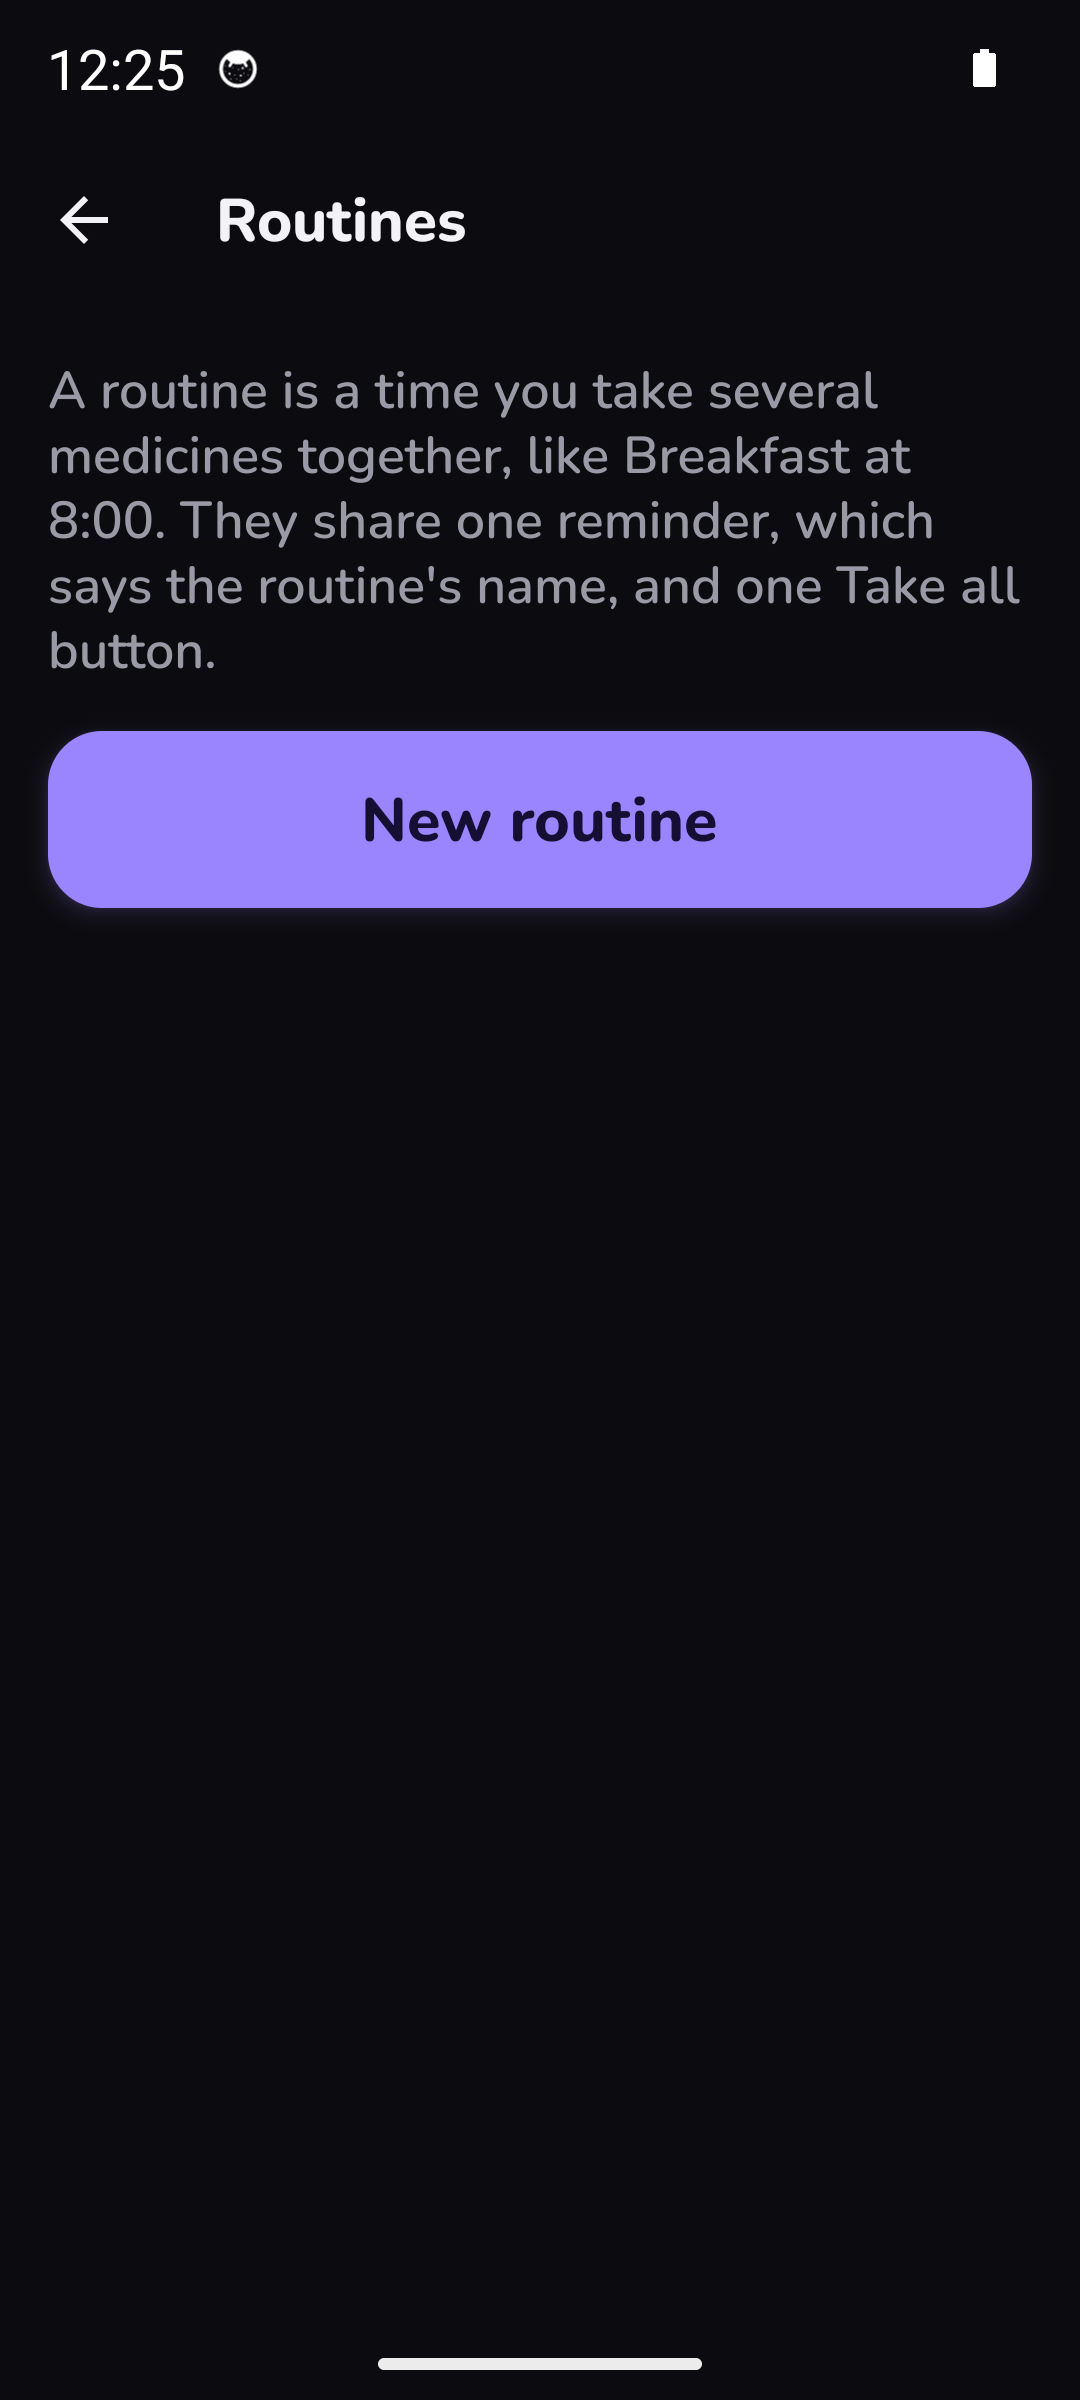 12:25
Routines
A routine is a time you take several
medicines together, like Breakfast at
8:00. They share one reminder, which
says the routine's name, and one Take all
button.
New routine